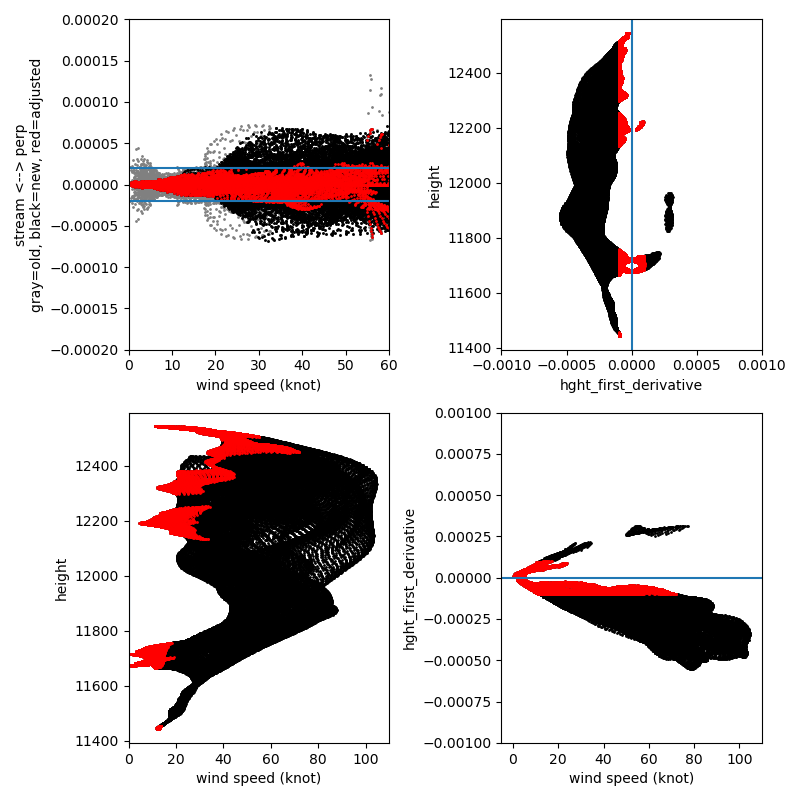 0.00020
0.00015
0.00010
0.00005
0.00000
−0.00005
−0.00010
−0.00015
−0.00020
stream <--> perp
gray=old, black=new, red=adjusted
0 10 20 30 40 50 60
wind speed (knot)
12400
12200
12000
11800
11600
11400
height
−0.0010 −0.0005 0.0000 0.0005 0.0010
hght_first_derivative
12400
12200
12000
11800
11600
11400
height
0 20 40 60 80 100
wind speed (knot)
0.00100
0.00075
0.00050
0.00025
0.00000
−0.00025
−0.00050
−0.00075
−0.00100
hght_first_derivative
0 20 40 60 80 100
wind speed (knot)